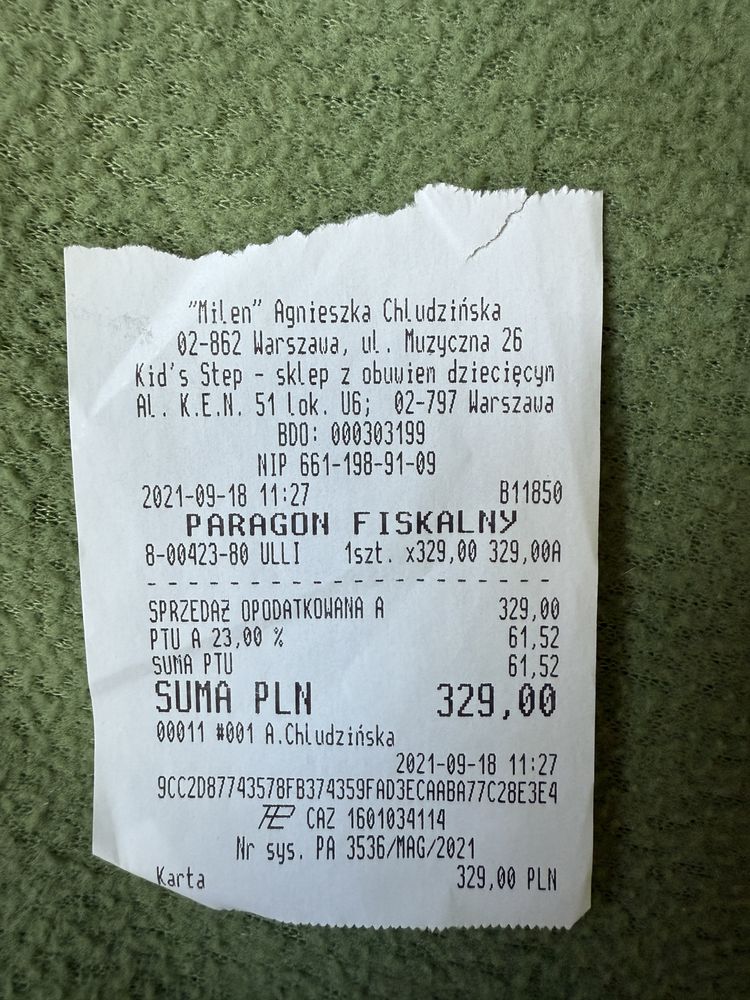 "Milen" Agnieszka Chludzińska
02-862 Warszawa, ul. Muzyczna 26
Kid's Step - sklep z obuwiem dziecięcym
Al. K.E.N. 51 lok. U6; 02-797 Warszawa
BDO: 000303199
NIP 661-198-91-09
2021-09-18 11:27 B11850
PARAGON FISKALNY
8-00423-80 ULLI 1szt. x329,00 329,00A
SPRZEDAŻ OPODATKOWANA A 329,00
PTU A 23,00 % 61,52
SUMA PTU 61,52
SUMA PLN 329,00
00011 #001 A.Chludzińska
2021-09-18 11:27
9CC2D87743578FB374359FAD3ECAABA77C28E3E4
CAZ 1601034114
Nr sys. PA 3536/MAG/2021
Karta 329,00 PLN